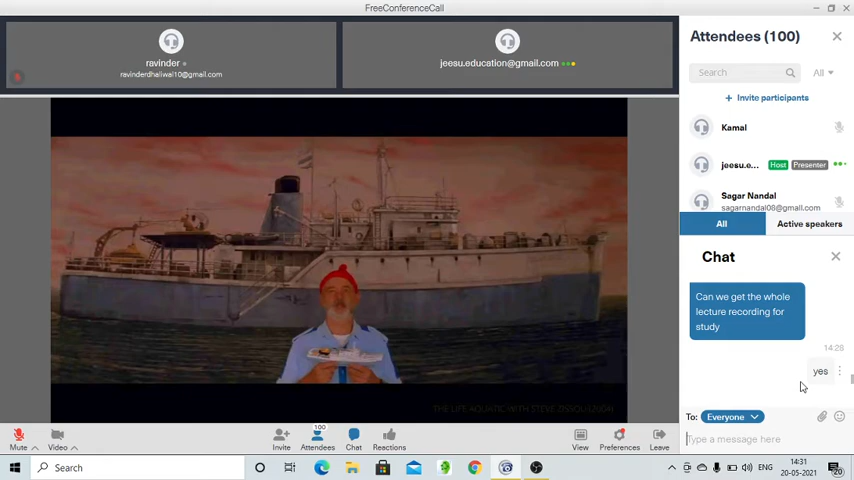 FreeConferenceCall
ravinder
ravinderdhaliwal10@gmail.com
jeesu.education@gmail.com
THE LIFE AQUATIC WITH STEVE ZISSOU (2004)
Attendees (100)
Search
All
+ Invite participants
Kamal
jeesu.e...
Host
Presenter
Sagar Nandal
sagarnandal08@gmail.com
All
Active speakers
Chat
Can we get the whole
lecture recording for
study
14:28
yes
To:
Everyone
Type a message here
Mute
Video
Invite
100
Attendees
Chat
Reactions
View
Preferences
Leave
Search
ENG
14:31
20-05-2021
20